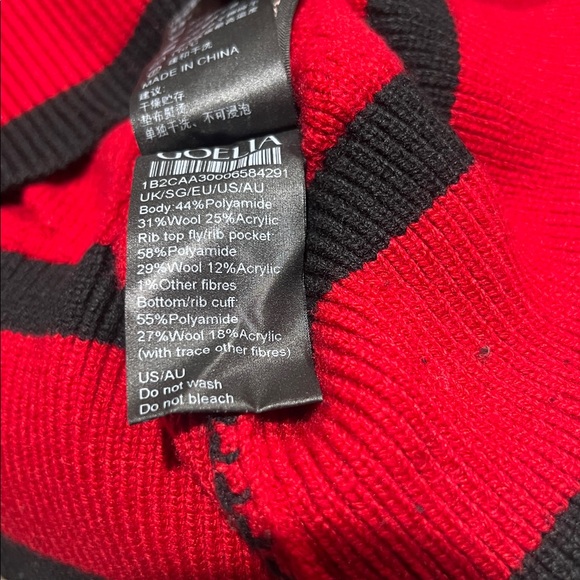 MADE IN CHINA
建议:
干燥贮存
垫布熨烫
单独干洗、不可浸泡
GOELIA
1B2CAA30006584291
UK/SG/EU/US/AU
Body:44%Polyamide
31%Wool 25%Acrylic
Rib top fly/rib pocket:
58%Polyamide
29%Wool 12%Acrylic
1%Other fibres
Bottom/rib cuff:
55%Polyamide
27%Wool 18%Acrylic
(with trace other fibres)
US/AU
Do not wash
Do not bleach